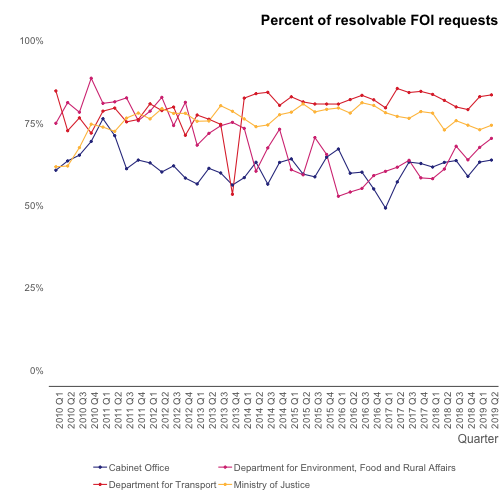 Percent of resolvable FOI requests
100%
75%
50%
25%
0%
2010 Q1
2010 Q2
2010 Q3
2010 Q4
2011 Q1
2011 Q2
2011 Q3
2011 Q4
2012 Q1
2012 Q2
2012 Q3
2012 Q4
2013 Q1
2013 Q2
2013 Q3
2013 Q4
2014 Q1
2014 Q2
2014 Q3
2014 Q4
2015 Q1
2015 Q2
2015 Q3
2015 Q4
2016 Q1
2016 Q2
2016 Q3
2016 Q4
2017 Q1
2017 Q2
2017 Q3
2017 Q4
2018 Q1
2018 Q2
2018 Q3
2018 Q4
2019 Q1
2019 Q2
Quarter
Cabinet Office
Department for Environment, Food and Rural Affairs
Department for Transport
Ministry of Justice